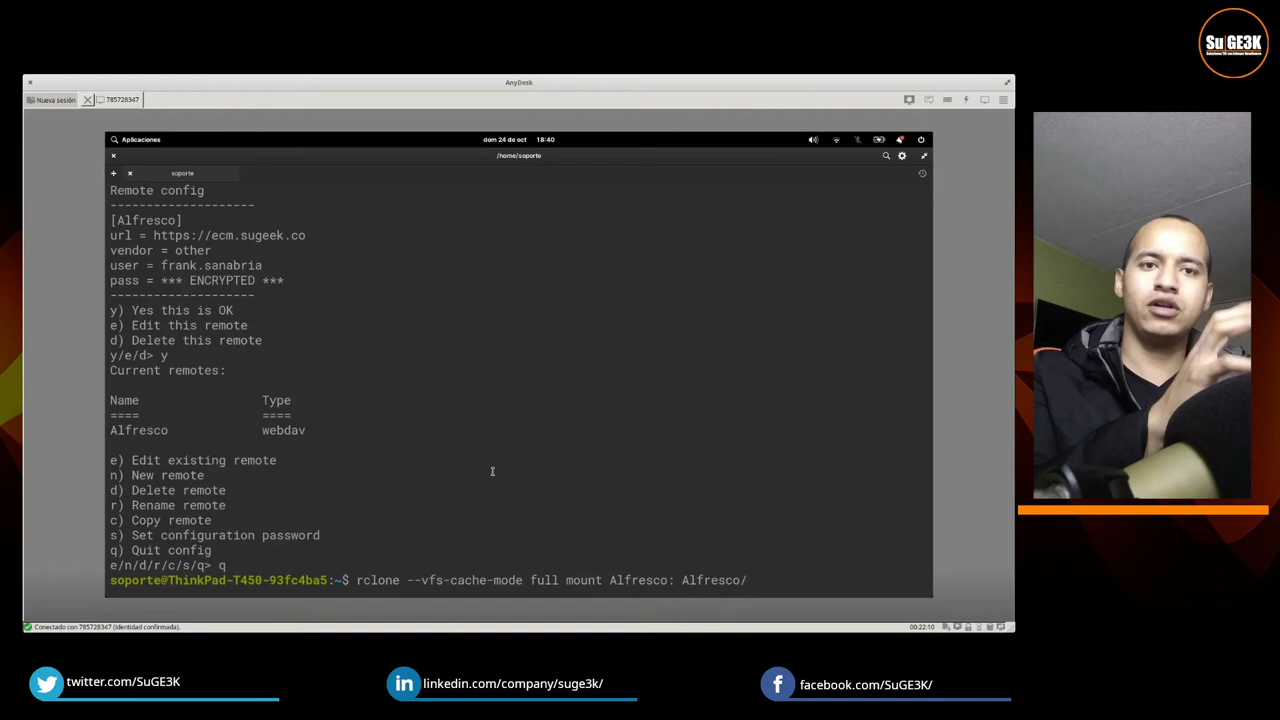 SuGE3K
AnyDesk
Nueva sesión
785728347
Aplicaciones
dom 24 de oct 18:40
/home/soporte
soporte
Remote config
--------------------
[Alfresco]
url = https://ecm.sugeek.co
vendor = other
user = frank.sanabria
pass = *** ENCRYPTED ***
--------------------
y) Yes this is OK
e) Edit this remote
d) Delete this remote
y/e/d> y
Current remotes:
Name Type
==== ====
Alfresco webdav
e) Edit existing remote
n) New remote
d) Delete remote
r) Rename remote
c) Copy remote
s) Set configuration password
q) Quit config
e/n/d/r/c/s/q> q
soporte@ThinkPad-T450-93fc4ba5:~$ rclone --vfs-cache-mode full mount Alfresco: Alfresco/
Conectado con 785728347 (Identidad confirmada).
00:22:10
twitter.com/SuGE3K
linkedin.com/company/suge3k/
facebook.com/SuGE3K/